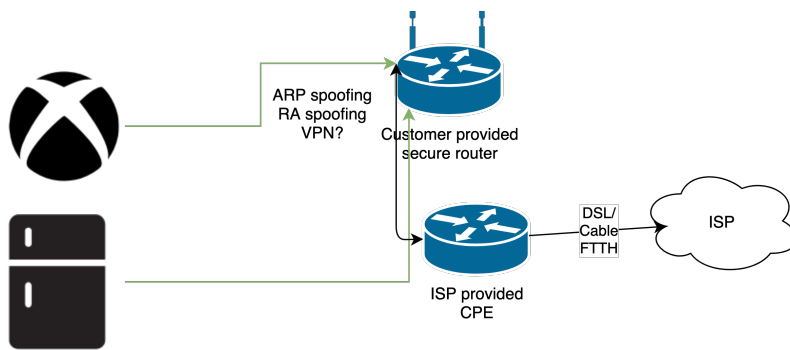 ARP spoofing
RA spoofing
VPN?
Customer provided
secure router
DSL/
Cable
FTTH
ISP
ISP provided
CPE